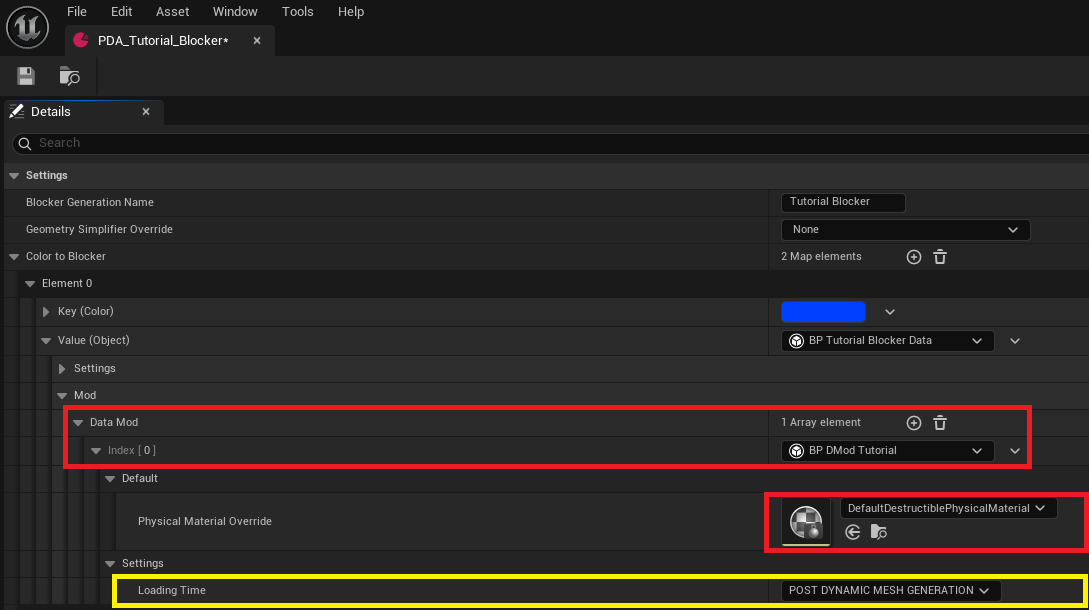 File Edit Asset Window Tools Help
PDA_Tutorial_Blocker*
Details
Search
Settings
Blocker Generation Name Tutorial Blocker
Geometry Simplifier Override None
Color to Blocker 2 Map elements
Element 0
Key (Color)
Value (Object) BP Tutorial Blocker Data
Settings
Mod
Data Mod 1 Array element
Index [ 0 ] BP DMod Tutorial
Default
DefaultDestructiblePhysicalMaterial
Physical Material Override
Settings
Loading Time POST DYNAMIC MESH GENERATION